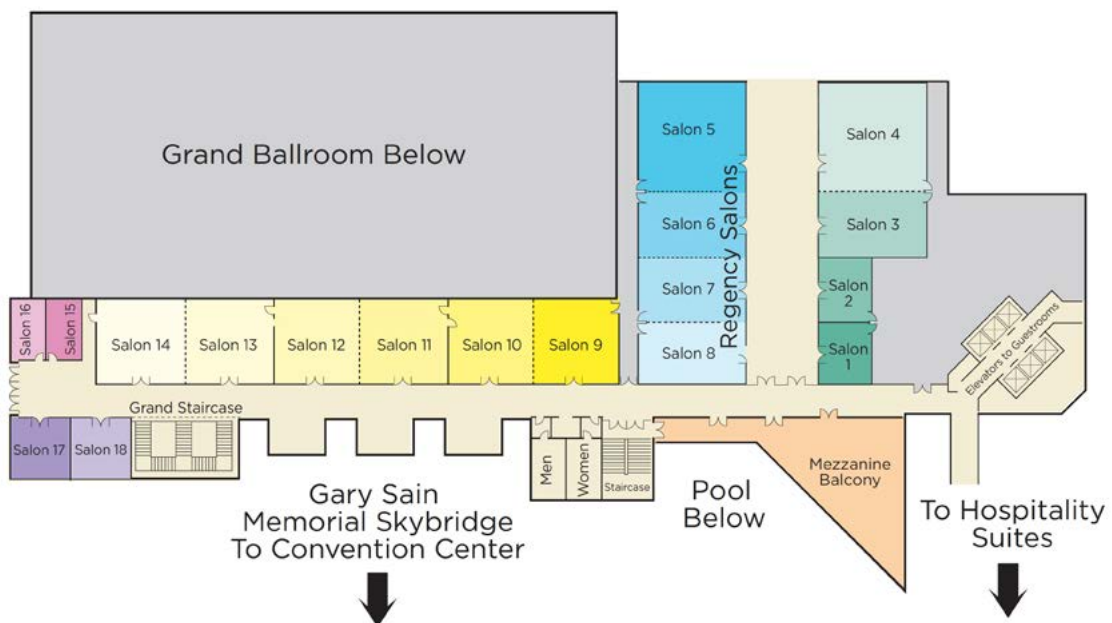 Grand Ballroom Below
Salon 5
Salon 4
Regency Salons
Salon 6
Salon 3
Salon 7
Salon
2
Salon 8
Salon
1
Salon 16
Salon 15
Salon 14
Salon 13
Salon 12
Salon 11
Salon 10
Salon 9
Elevators to Guestrooms
Grand Staircase
Salon 17
Salon 18
Men
Women
Staircase
Mezzanine
Balcony
Gary Sain
Memorial Skybridge
To Convention Center
Pool
Below
To Hospitality
Suites